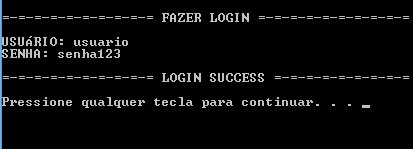 =-=-=-=-=-=-=-=-=-= FAZER LOGIN =-=-=-=-=-=-=-=-=-=
USUáRIO: usuario
SENHA: senha123
=-=-=-=-=-=-=-=-=-= LOGIN SUCCESS =-=-=-=-=-=-=-=-=
Pressione qualquer tecla para continuar. . . _